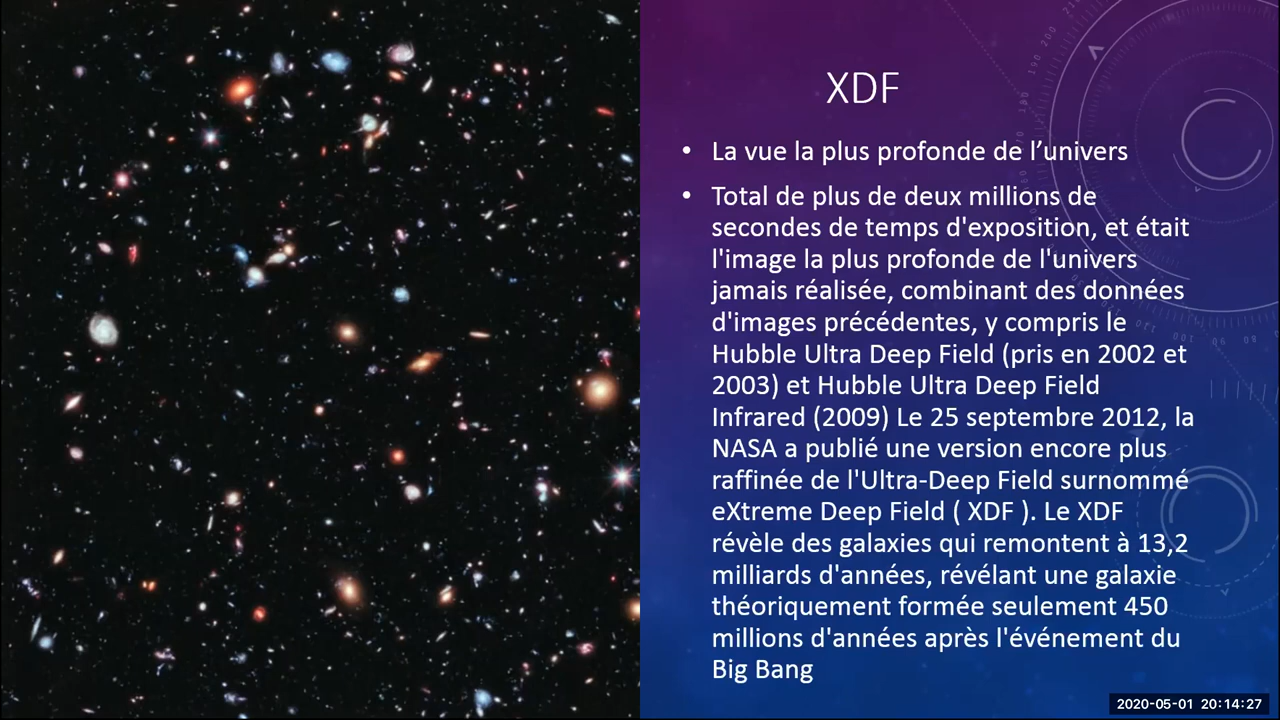 XDF
• La vue la plus profonde de l’univers
• Total de plus de deux millions de
secondes de temps d'exposition, et était
l'image la plus profonde de l'univers
jamais réalisée, combinant des données
d'images précédentes, y compris le
Hubble Ultra Deep Field (pris en 2002 et
2003) et Hubble Ultra Deep Field
Infrared (2009) Le 25 septembre 2012, la
NASA a publié une version encore plus
raffinée de l'Ultra-Deep Field surnommé
eXtreme Deep Field ( XDF ). Le XDF
révèle des galaxies qui remontent à 13,2
milliards d'années, révélant une galaxie
théoriquement formée seulement 450
millions d'années après l'événement du
Big Bang
2020-05-01 20:14:27